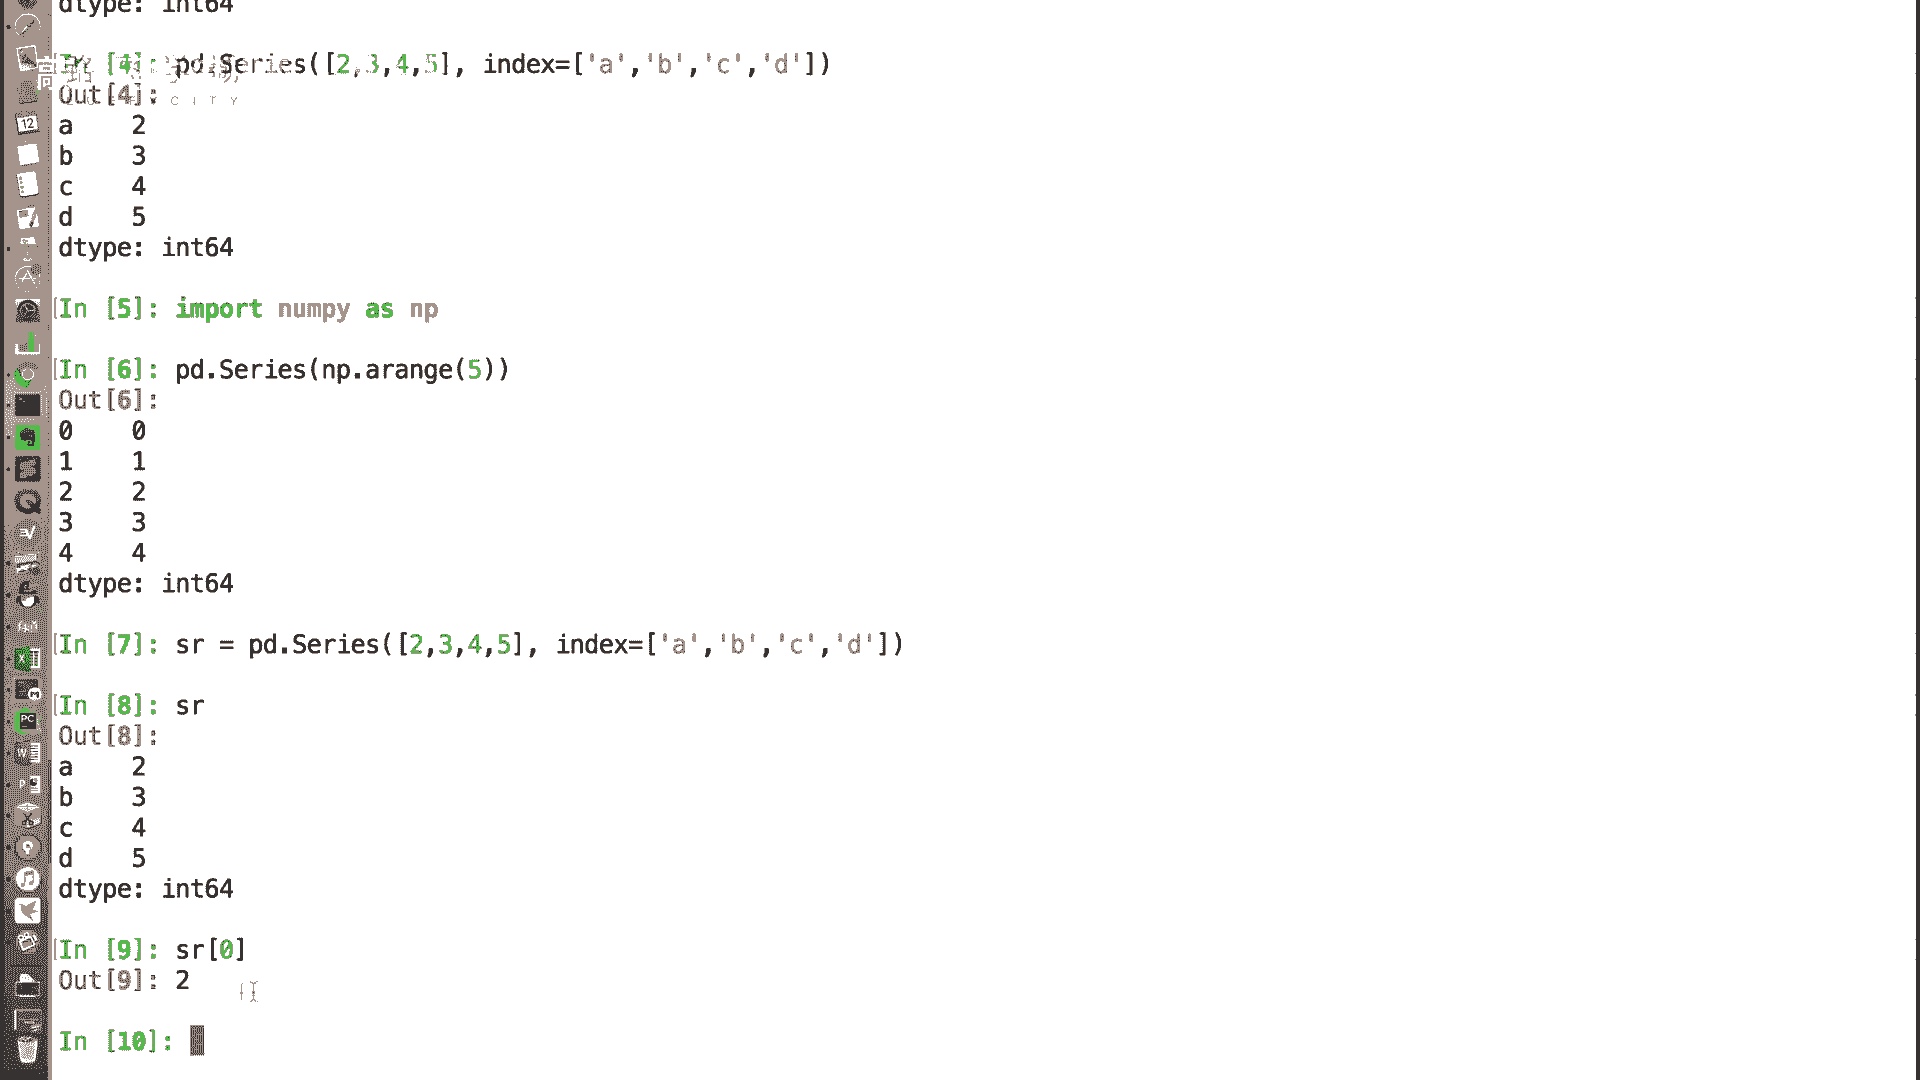 dtype: int64
In [4]: pd.Series([2,3,4,5], index=['a','b','c','d'])
Out[4]:
a 2
b 3
c 4
d 5
dtype: int64
In [5]: import numpy as np
In [6]: pd.Series(np.arange(5))
Out[6]:
0 0
1 1
2 2
3 3
4 4
dtype: int64
In [7]: sr = pd.Series([2,3,4,5], index=['a','b','c','d'])
In [8]: sr
Out[8]:
a 2
b 3
c 4
d 5
dtype: int64
In [9]: sr[0]
Out[9]: 2
In [10]: